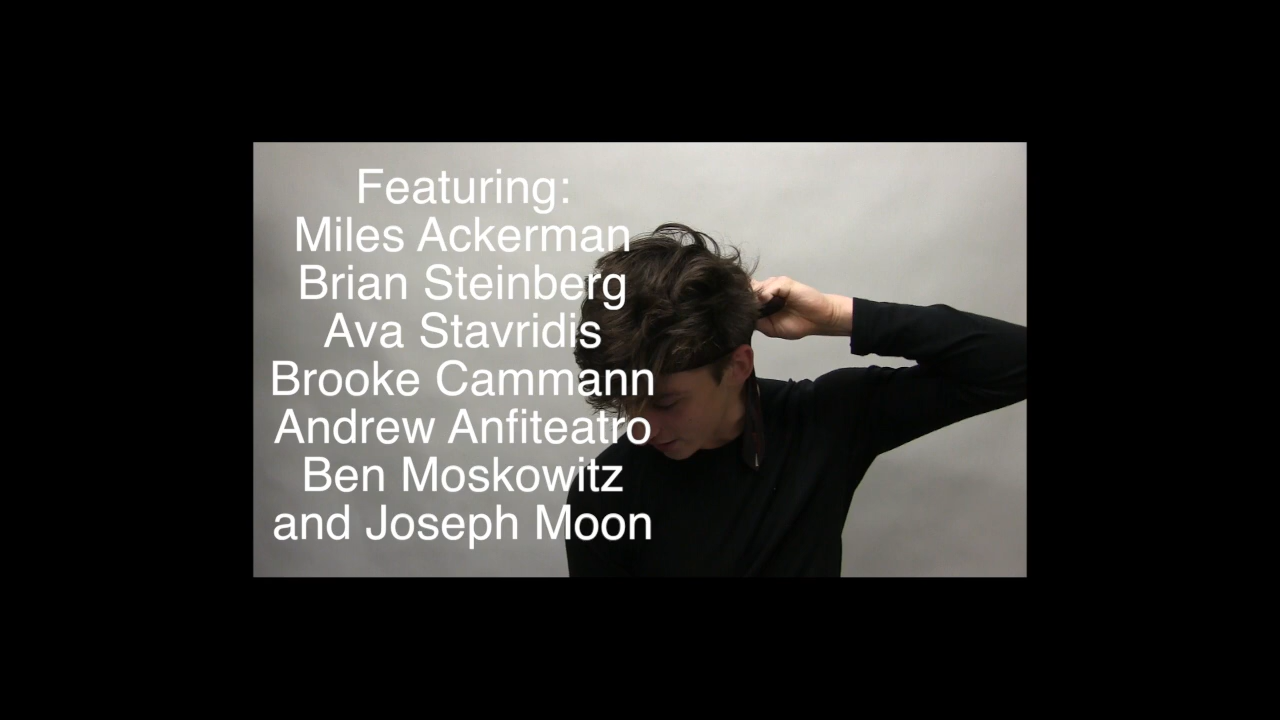 Featuring:
Miles Ackerman
Brian Steinberg
Ava Stavridis
Brooke Cammann
Andrew Anfiteatro
Ben Moskowitz
and Joseph Moon